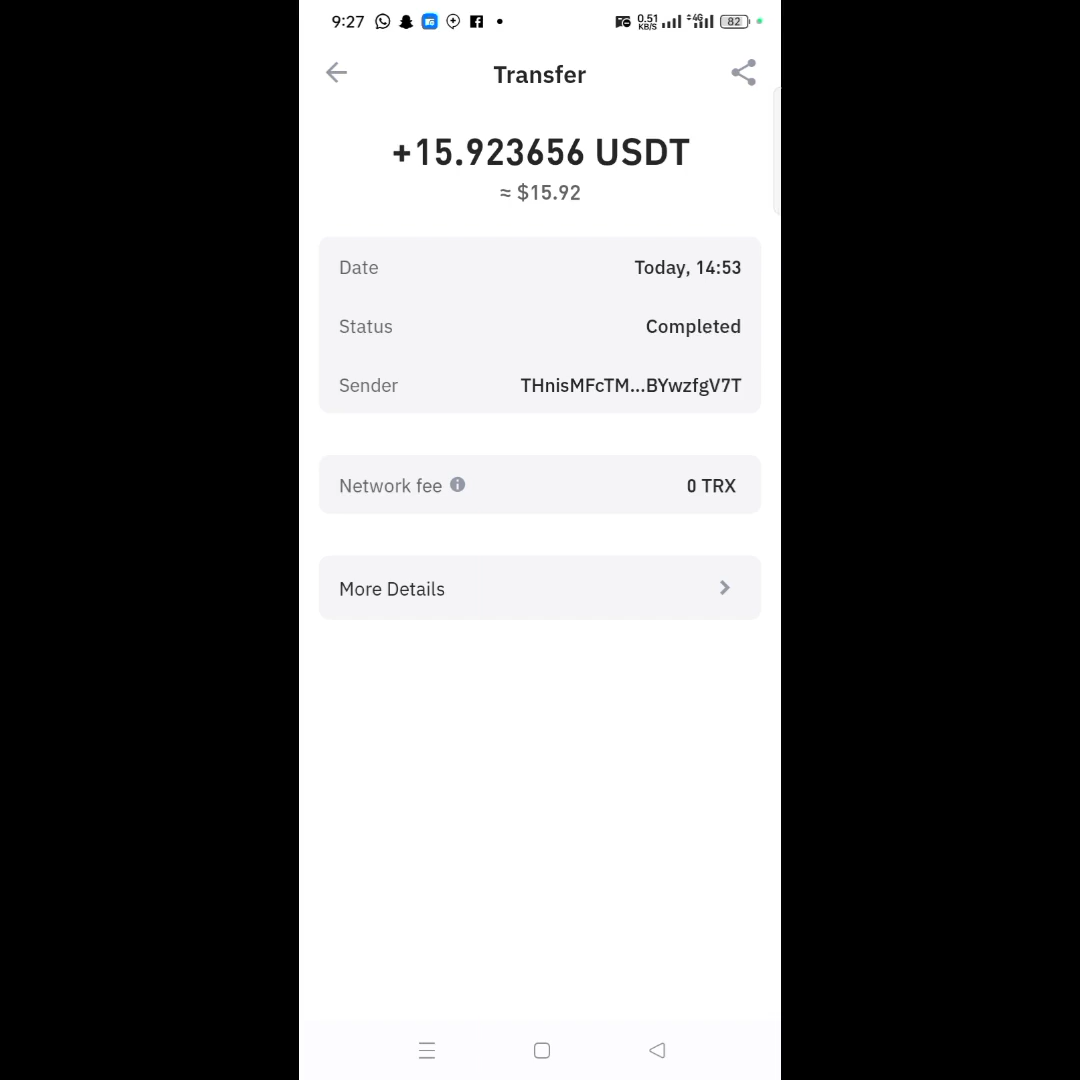 9:27 0.51 KB/S 4G 82
Transfer
+15.923656 USDT
≈ $15.92
Date Today, 14:53
Status Completed
Sender THnisMFcTM...BYwzfgV7T
Network fee 0 TRX
More Details